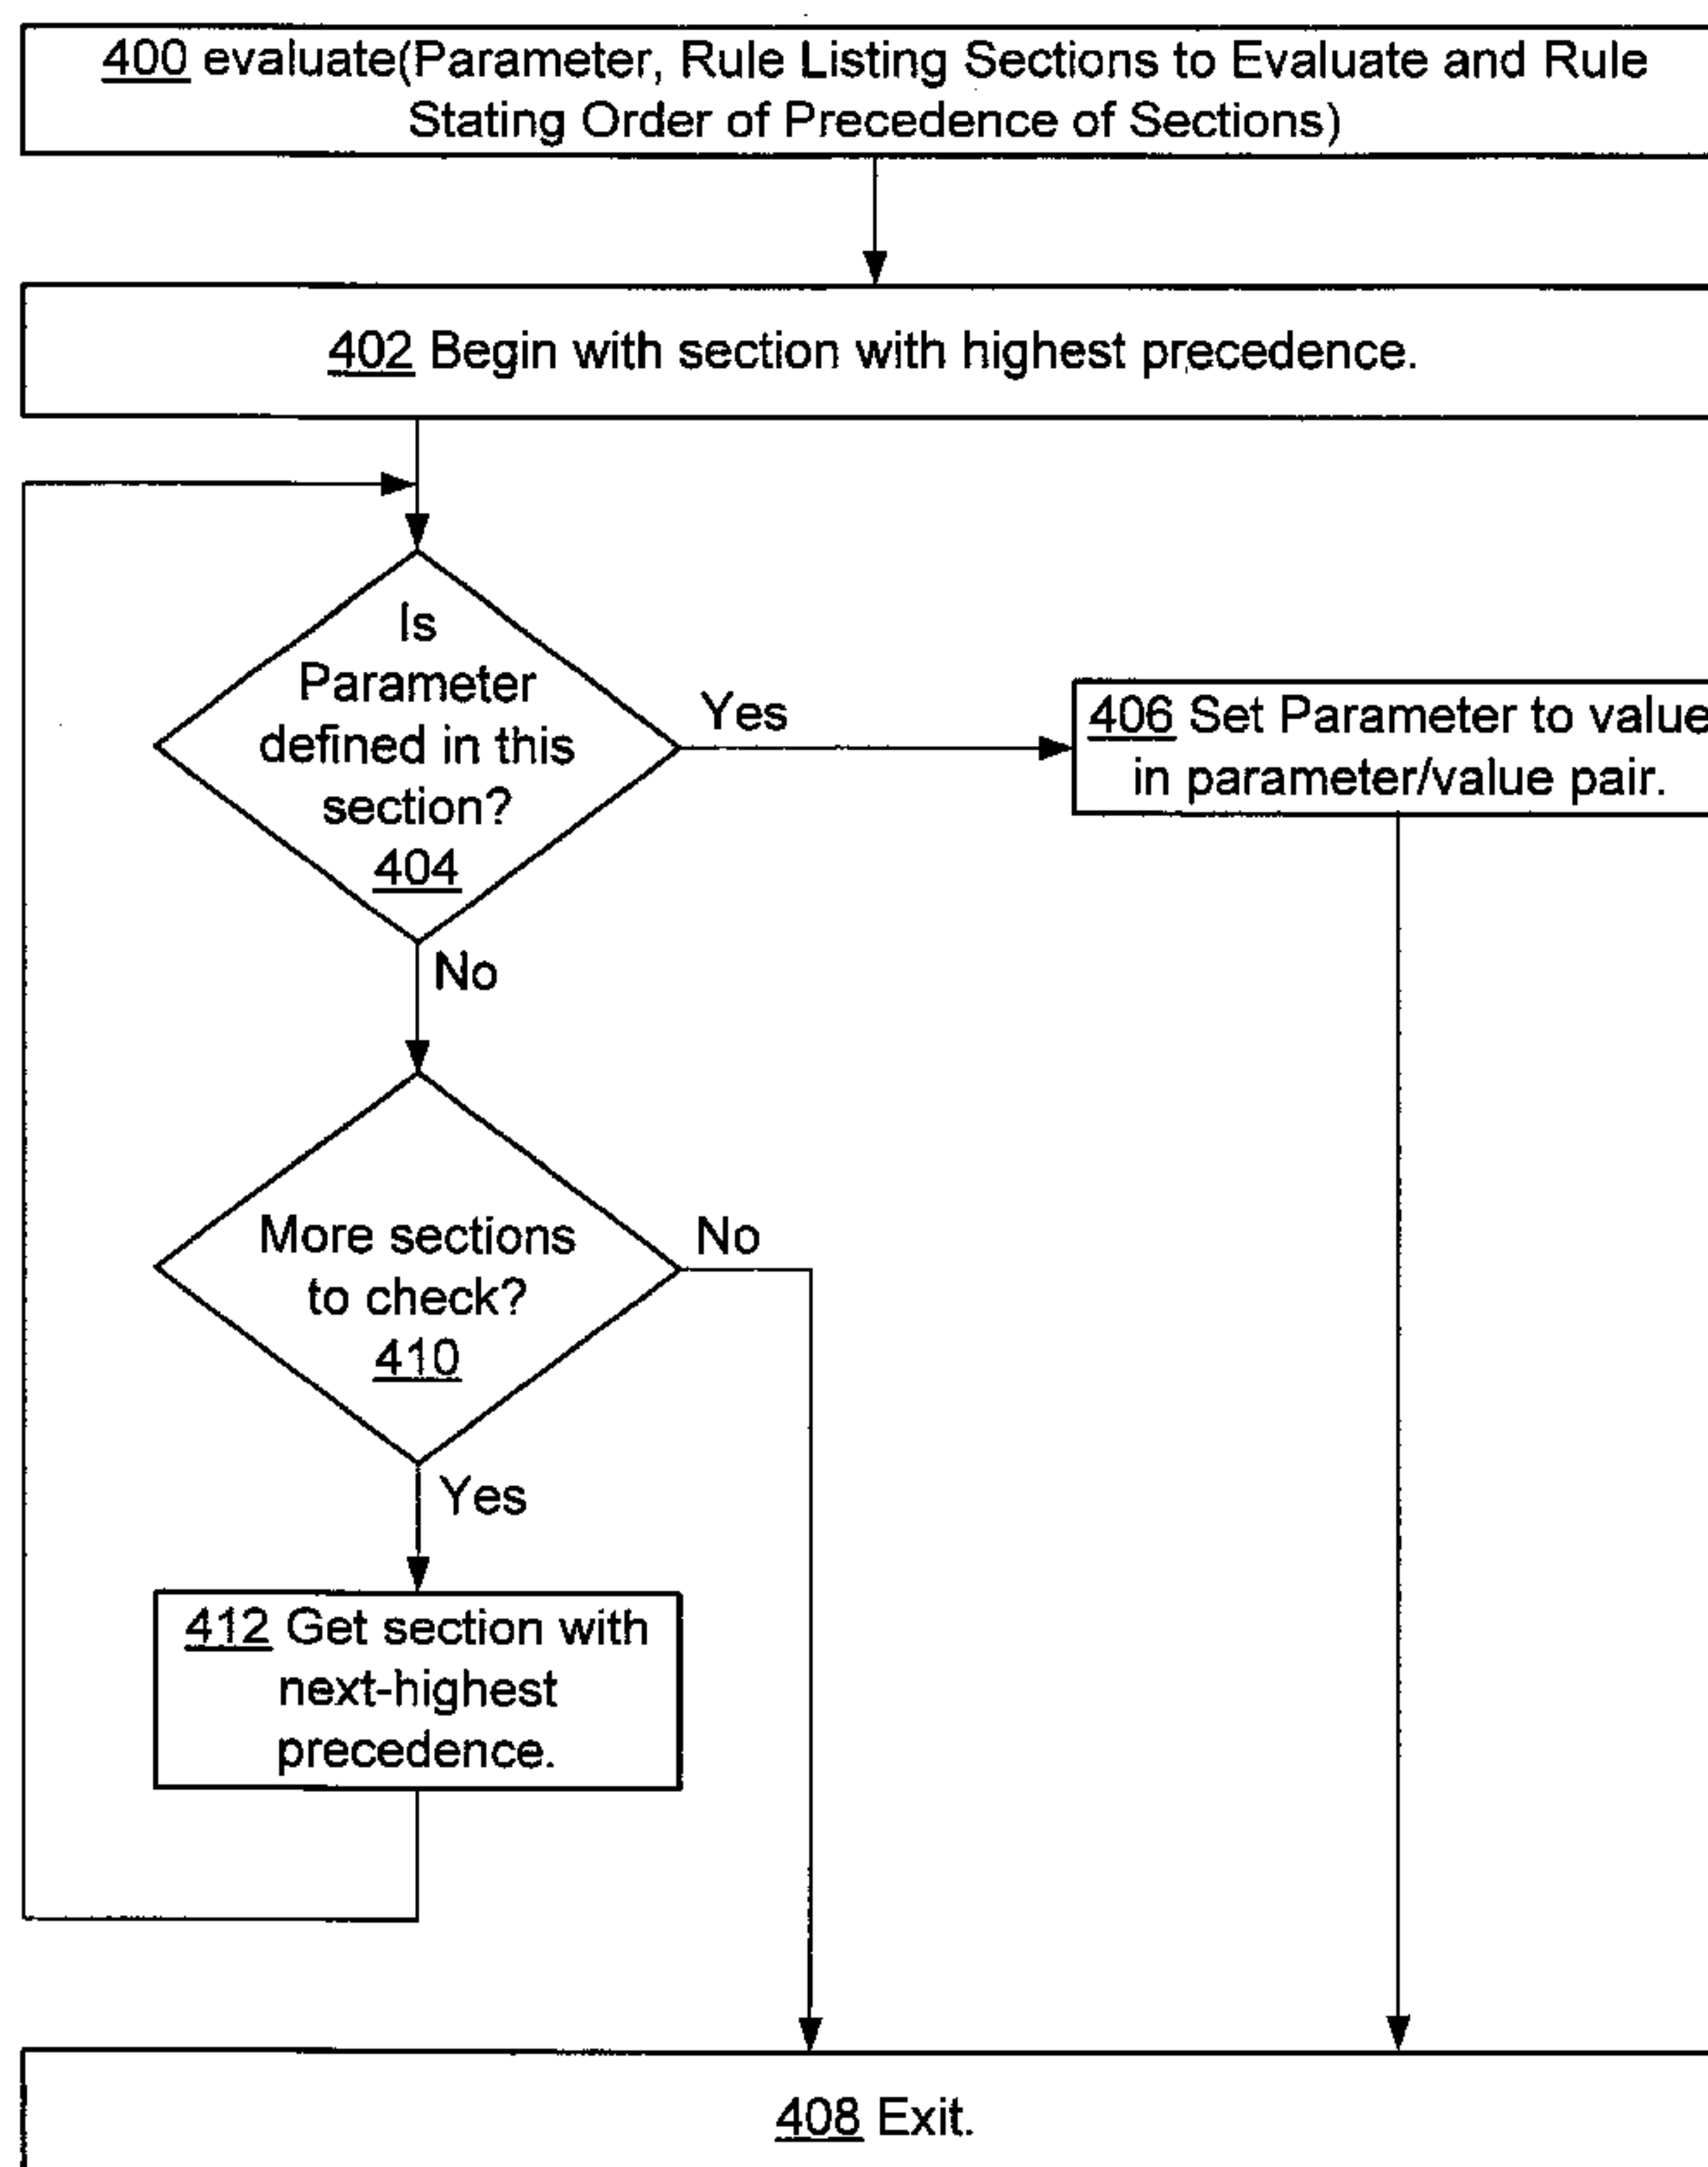 400 evaluate(Parameter, Rule Listing Sections to Evaluate and Rule
Stating Order of Precedence of Sections)
402 Begin with section with highest precedence.
Is
Parameter
defined in this
section?
404
Yes
406 Set Parameter to value
in parameter/value pair.
No
More sections
to check?
410
No
Yes
412 Get section with
next-highest
precedence.
408 Exit.